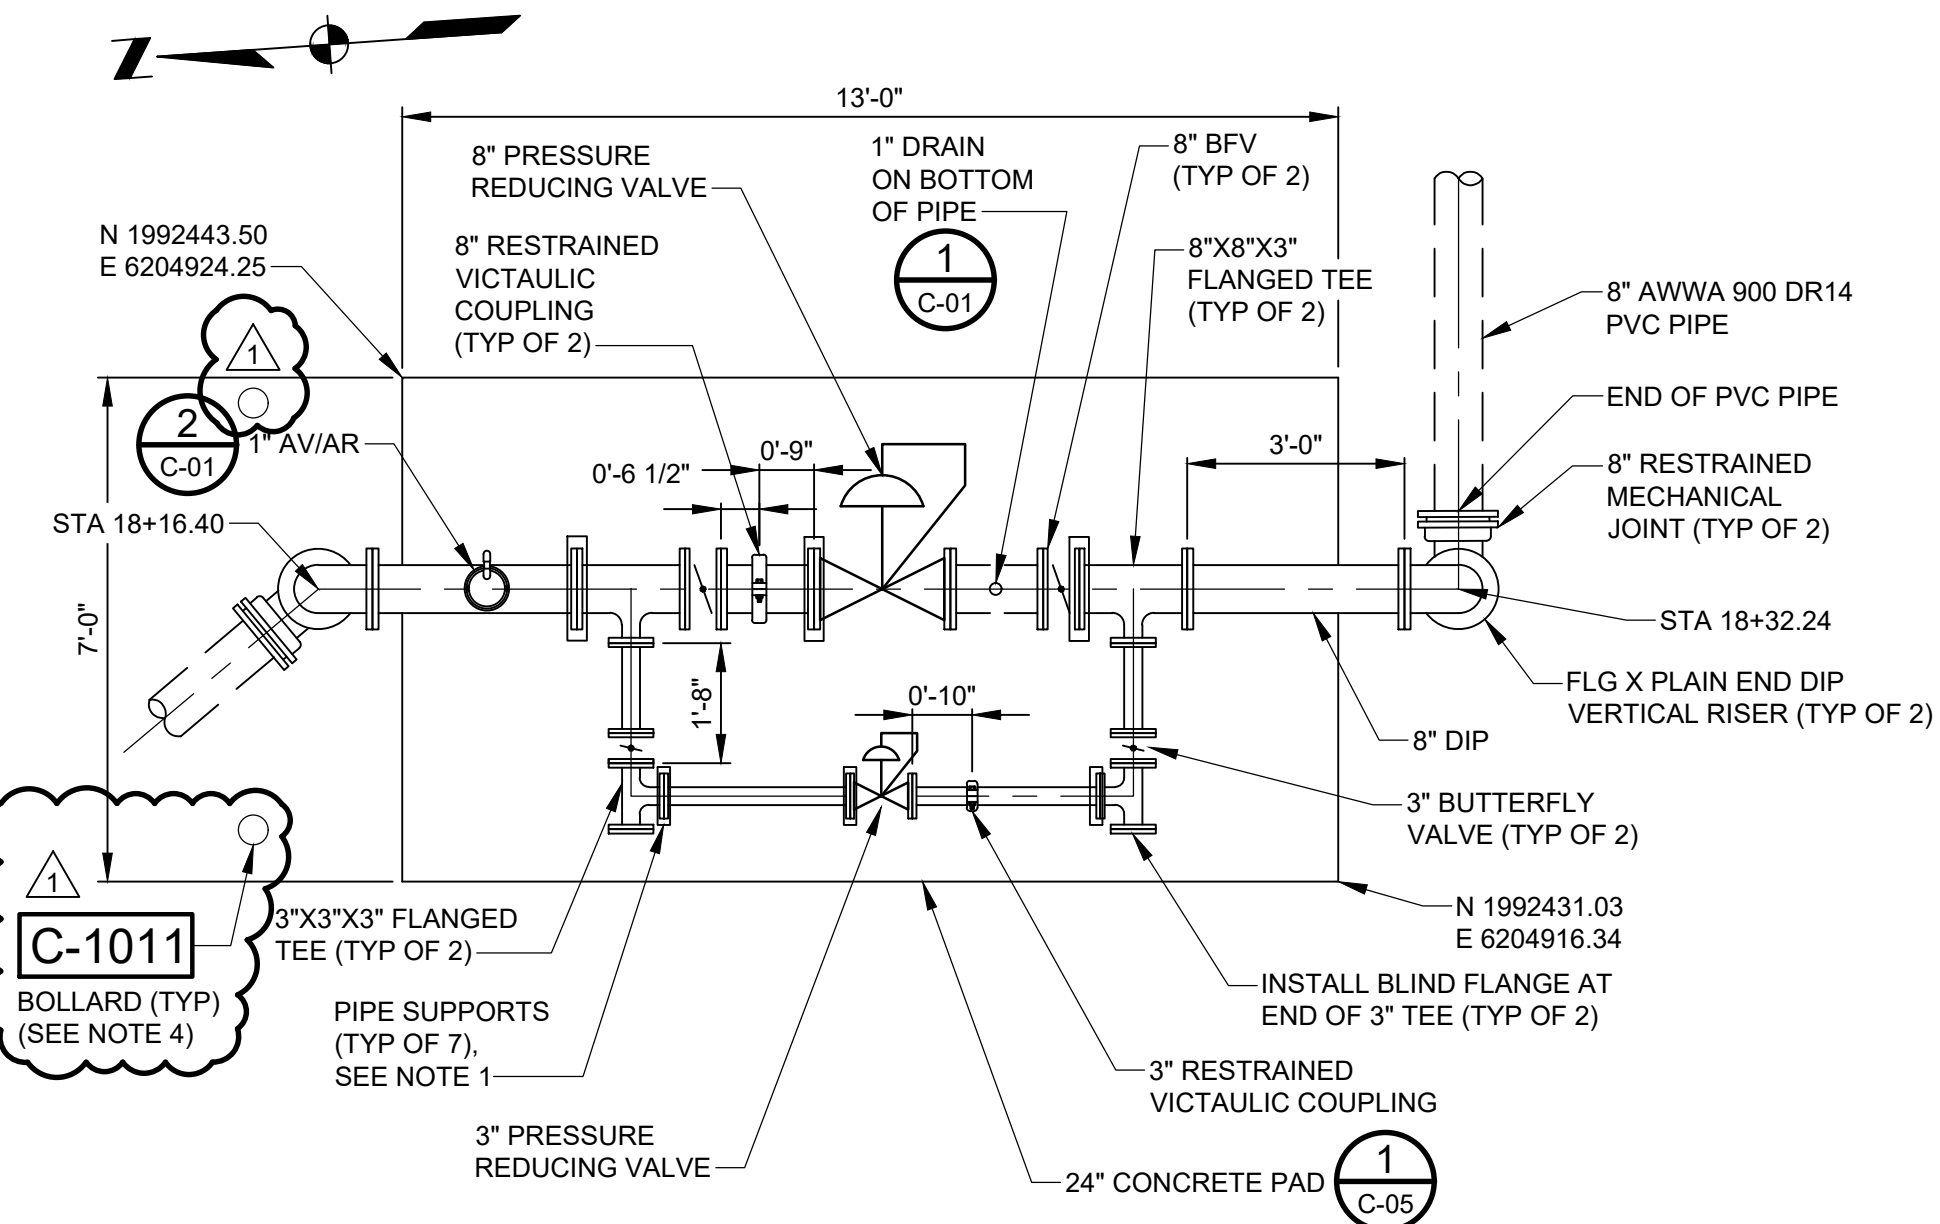 N
13'-0"
8" PRESSURE
REDUCING VALVE
1" DRAIN
ON BOTTOM
OF PIPE
1
C-01
8" BFV
(TYP OF 2)
N 1992443.50
E 6204924.25
8" RESTRAINED
VICTAULIC
COUPLING
(TYP OF 2)
8"X8"X3"
FLANGED TEE
(TYP OF 2)
8" AWWA 900 DR14
PVC PIPE
1
2
C-01
1" AV/AR
END OF PVC PIPE
0'-9"
0'-6 1/2"
3'-0"
8" RESTRAINED
MECHANICAL
JOINT (TYP OF 2)
STA 18+16.40
7'-0"
STA 18+32.24
1'-8"
0'-10"
FLG X PLAIN END DIP
VERTICAL RISER (TYP OF 2)
8" DIP
3" BUTTERFLY
VALVE (TYP OF 2)
1
C-1011
BOLLARD (TYP)
(SEE NOTE 4)
3"X3"X3" FLANGED
TEE (TYP OF 2)
N 1992431.03
E 6204916.34
PIPE SUPPORTS
(TYP OF 7),
SEE NOTE 1
INSTALL BLIND FLANGE AT
END OF 3" TEE (TYP OF 2)
3" RESTRAINED
VICTAULIC COUPLING
3" PRESSURE
REDUCING VALVE
24" CONCRETE PAD
1
C-05